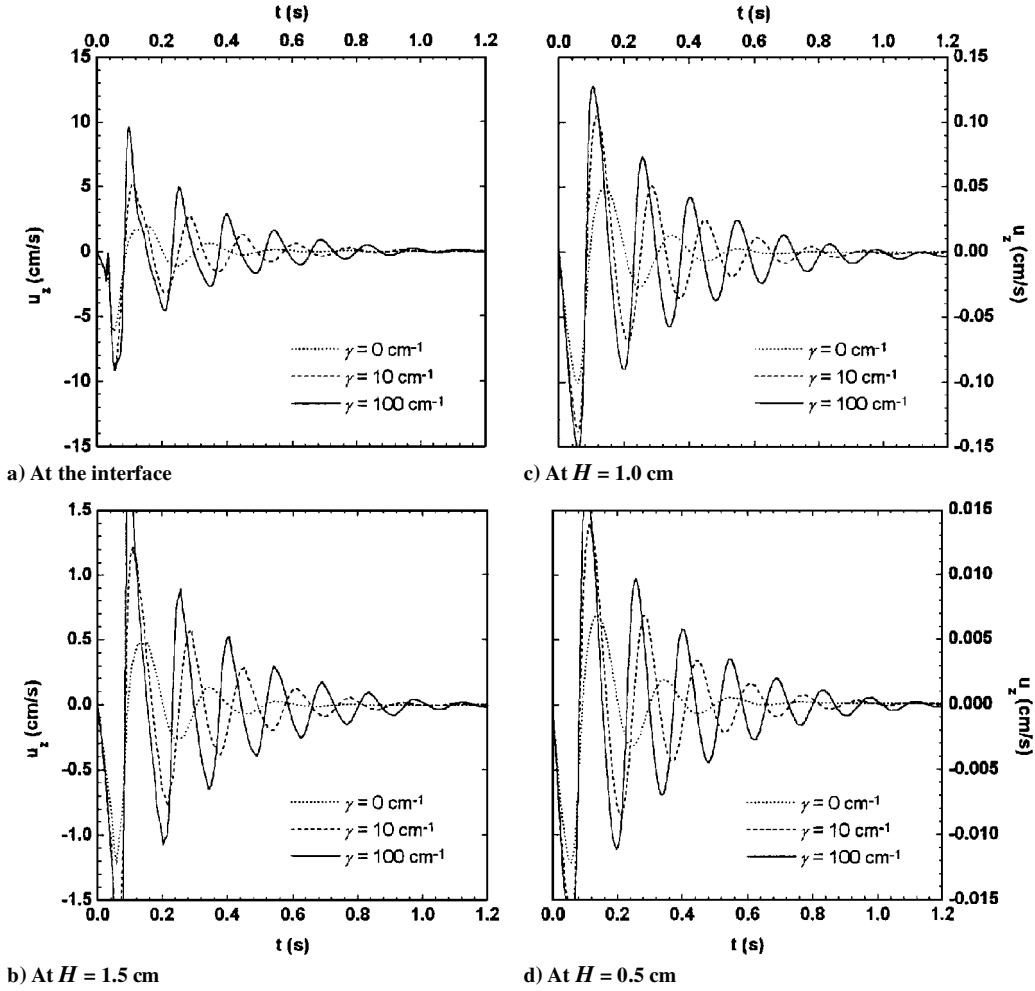 t (s)
0.0 0.2 0.4 0.6 0.8 1.0 1.2
15
10
5
0
-5
-10
-15
u_z (cm/s)
γ = 0 cm⁻¹
γ = 10 cm⁻¹
γ = 100 cm⁻¹
a) At the interface
t (s)
0.0 0.2 0.4 0.6 0.8 1.0 1.2
0.15
0.10
0.05
0.00
-0.05
-0.10
-0.15
u_z (cm/s)
γ = 0 cm⁻¹
γ = 10 cm⁻¹
γ = 100 cm⁻¹
c) At H = 1.0 cm
1.5
1.0
0.5
0.0
-0.5
-1.0
-1.5
u_z (cm/s)
γ = 0 cm⁻¹
γ = 10 cm⁻¹
γ = 100 cm⁻¹
0.0 0.2 0.4 0.6 0.8 1.0 1.2
t (s)
b) At H = 1.5 cm
0.015
0.010
0.005
0.000
-0.005
-0.010
-0.015
u_z (cm/s)
γ = 0 cm⁻¹
γ = 10 cm⁻¹
γ = 100 cm⁻¹
0.0 0.2 0.4 0.6 0.8 1.0 1.2
t (s)
d) At H = 0.5 cm